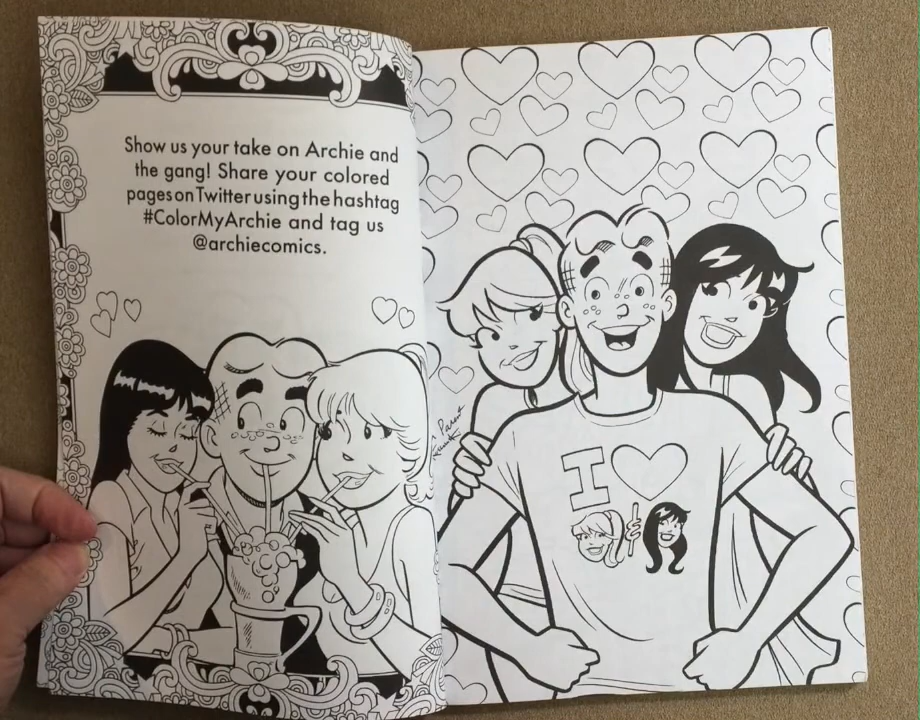 Show us your take on Archie and
the gang! Share your colored
pages on Twitter using the hashtag
#ColorMyArchie and tag us
@archiecomics.
I
Parent